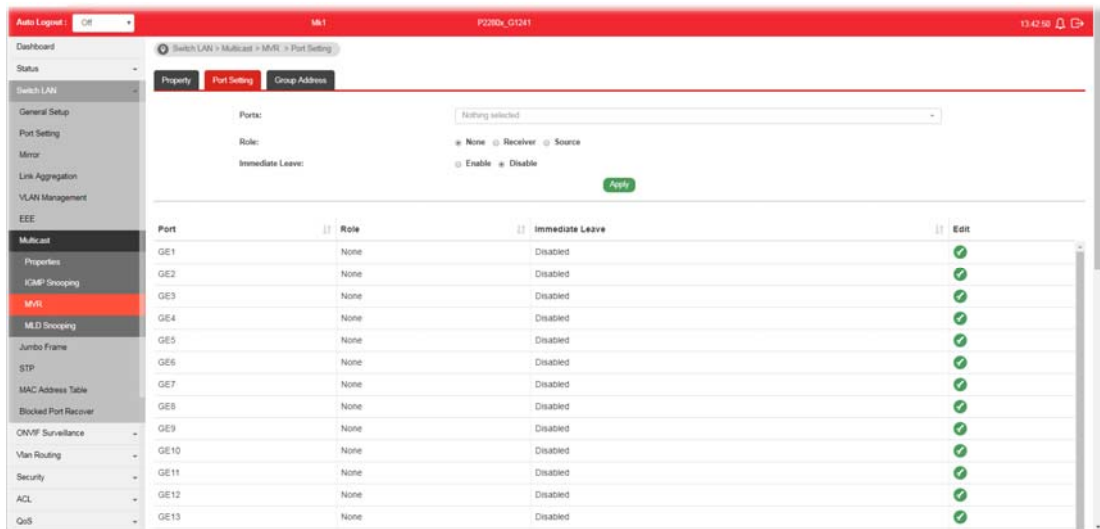 Auto Logout : Off Mk1 P2280x_G1241 13:42:50
Dashboard
Status
Switch LAN
General Setup
Port Setting
Mirror
Link Aggregation
VLAN Management
EEE
Multicast
Properties
IGMP Snooping
MVR
MLD Snooping
Jumbo Frame
STP
MAC Address Table
Blocked Port Recover
ONVIF Surveillance
Vlan Routing
Security
ACL
QoS
Switch LAN > Multicast > MVR > Port Setting
Property Port Setting Group Address
Ports: Nothing selected
Role: None Receiver Source
Immediate Leave: Enable Disable
Apply
Port Role Immediate Leave Edit
GE1 None Disabled
GE2 None Disabled
GE3 None Disabled
GE4 None Disabled
GE5 None Disabled
GE6 None Disabled
GE7 None Disabled
GE8 None Disabled
GE9 None Disabled
GE10 None Disabled
GE11 None Disabled
GE12 None Disabled
GE13 None Disabled